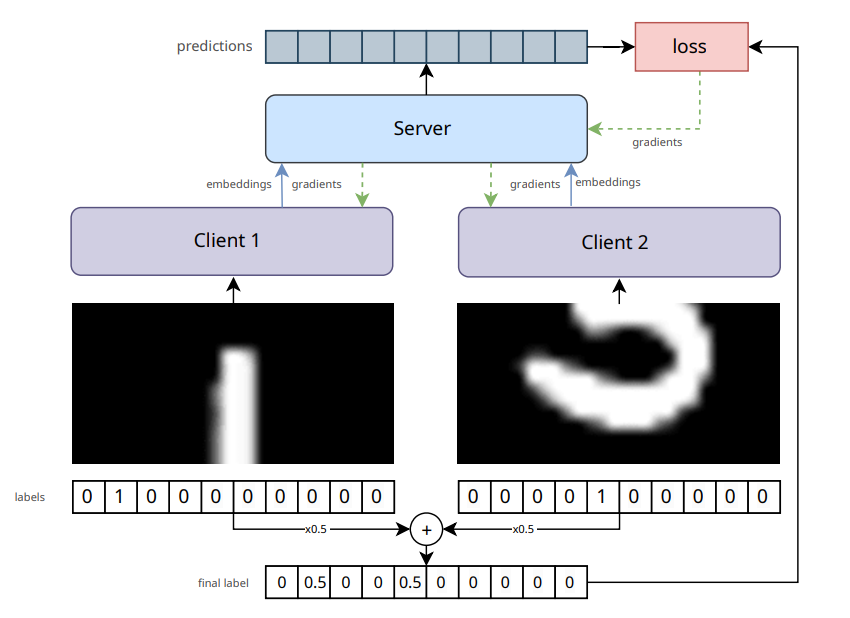 predictions
loss
Server
gradients
embeddings gradients gradients embeddings
Client 1 Client 2
labels 0 1 0 0 0 0 0 0 0 0 0 0 0 0 1 0 0 0 0 0
x0.5 + x0.5
final label 0 0.5 0 0 0.5 0 0 0 0 0